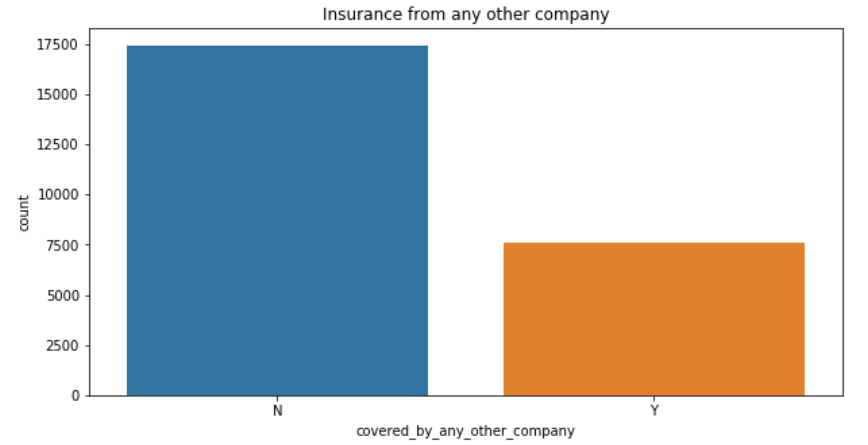 Insurance from any other company
17500
15000
12500
10000
7500
5000
2500
0
count
N Y
covered_by_any_other_company